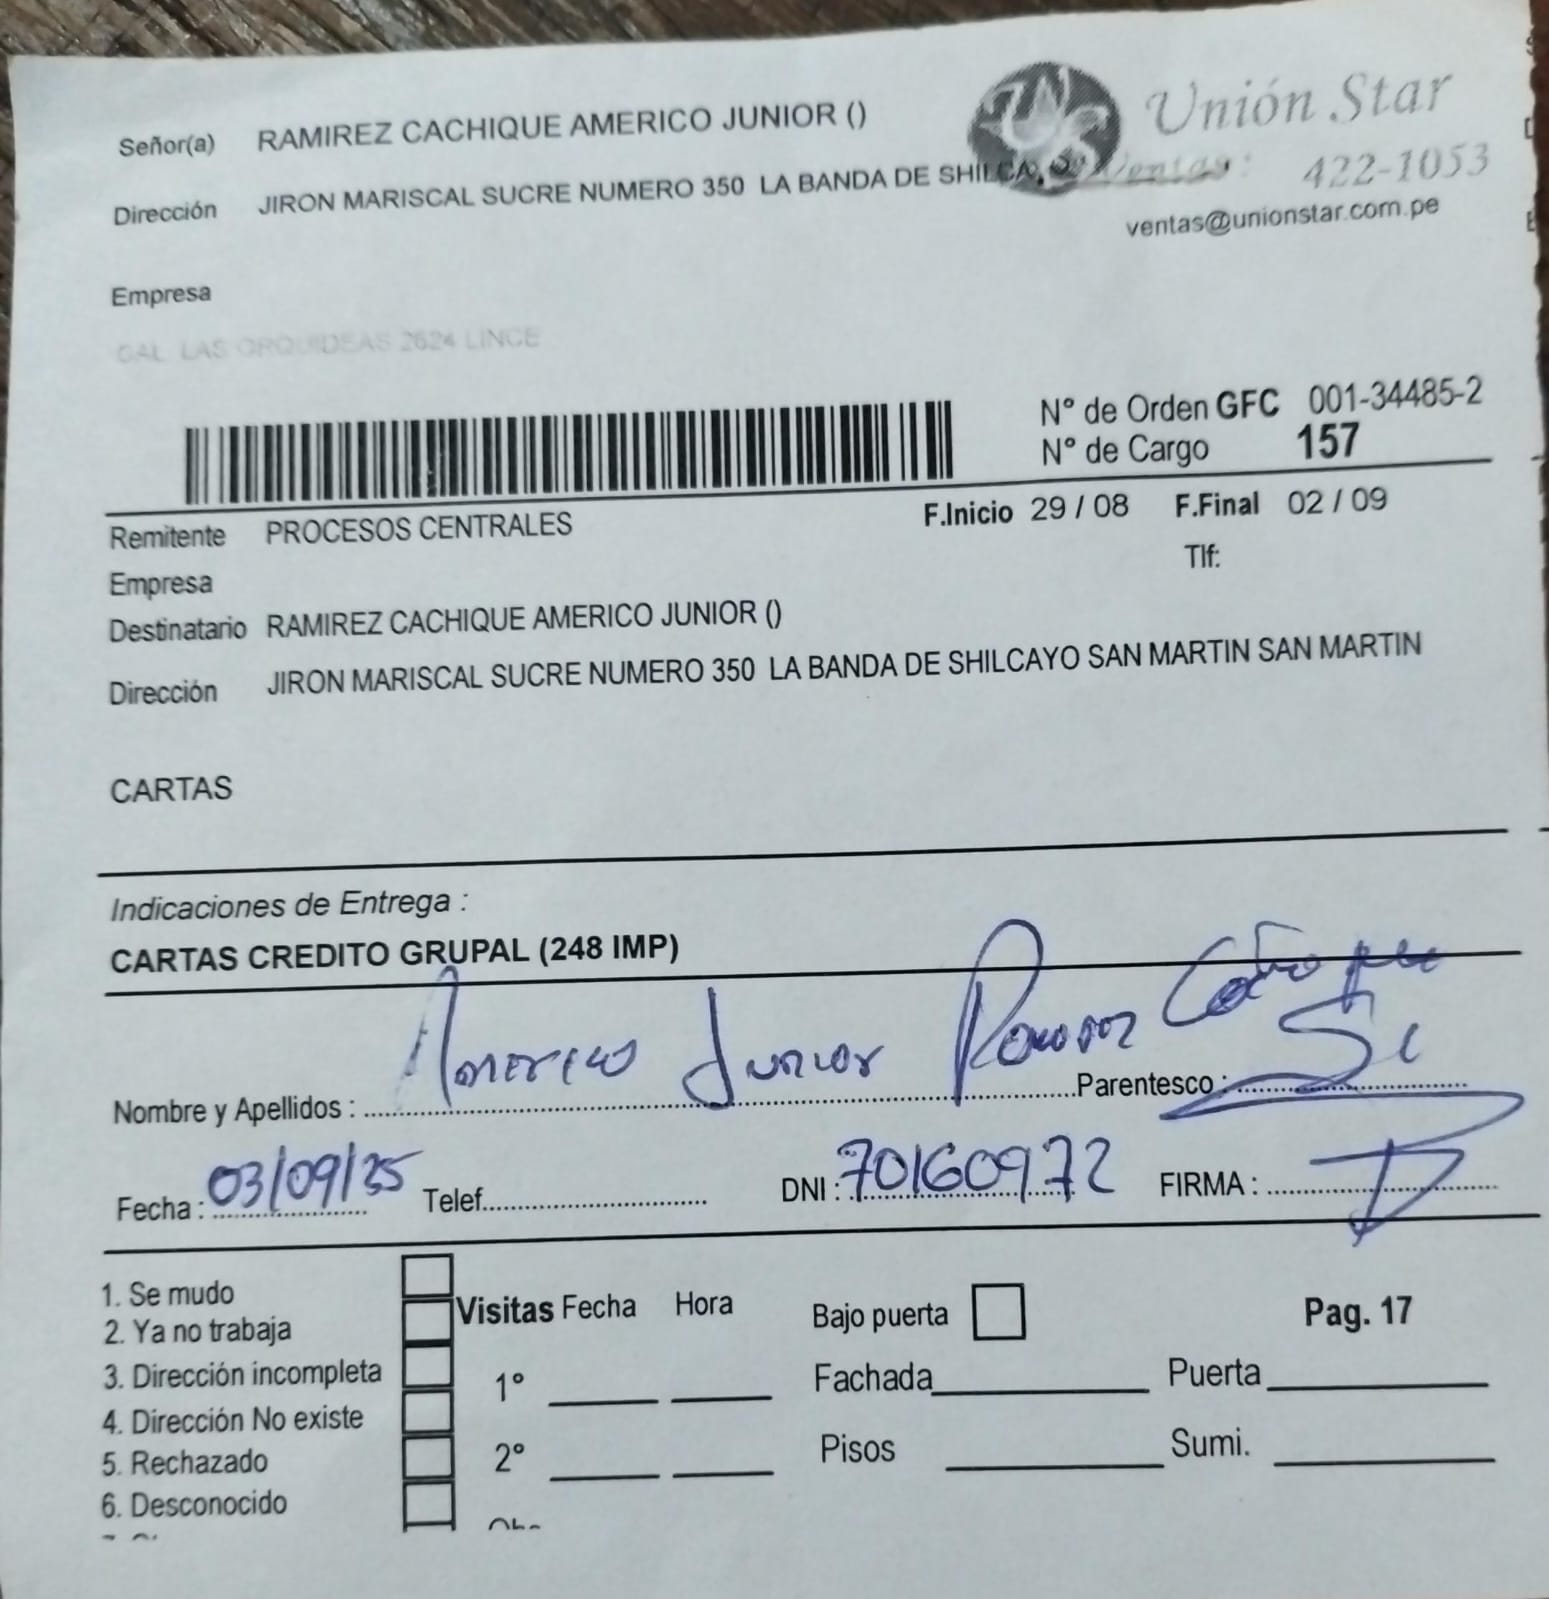 Unión Star
Señor(a) RAMIREZ CACHIQUE AMERICO JUNIOR ()
Ventas: 422-1053
Dirección JIRON MARISCAL SUCRE NUMERO 350 LA BANDA DE SHILCA
ventas@unionstar.com.pe
Empresa
CAL. LAS ORQUIDEAS 2624 LINCE
N° de Orden GFC 001-34485-2
N° de Cargo 157
Remitente PROCESOS CENTRALES F.Inicio 29 / 08 F.Final 02 / 09
Empresa Tlf:
Destinatario RAMIREZ CACHIQUE AMERICO JUNIOR ()
Dirección JIRON MARISCAL SUCRE NUMERO 350 LA BANDA DE SHILCAYO SAN MARTIN SAN MARTIN
CARTAS
Indicaciones de Entrega :
CARTAS CREDITO GRUPAL (248 IMP)
Nombre y Apellidos : Americo Junior Ramirez Parentesco :
Fecha : 03/09/35 Telef. DNI : 70160972 FIRMA :
1. Se mudo
2. Ya no trabaja
3. Dirección incompleta
4. Dirección No existe
5. Rechazado
6. Desconocido
Visitas Fecha Hora
1°
2°
Bajo puerta Pag. 17
Fachada Puerta
Pisos Sumi.